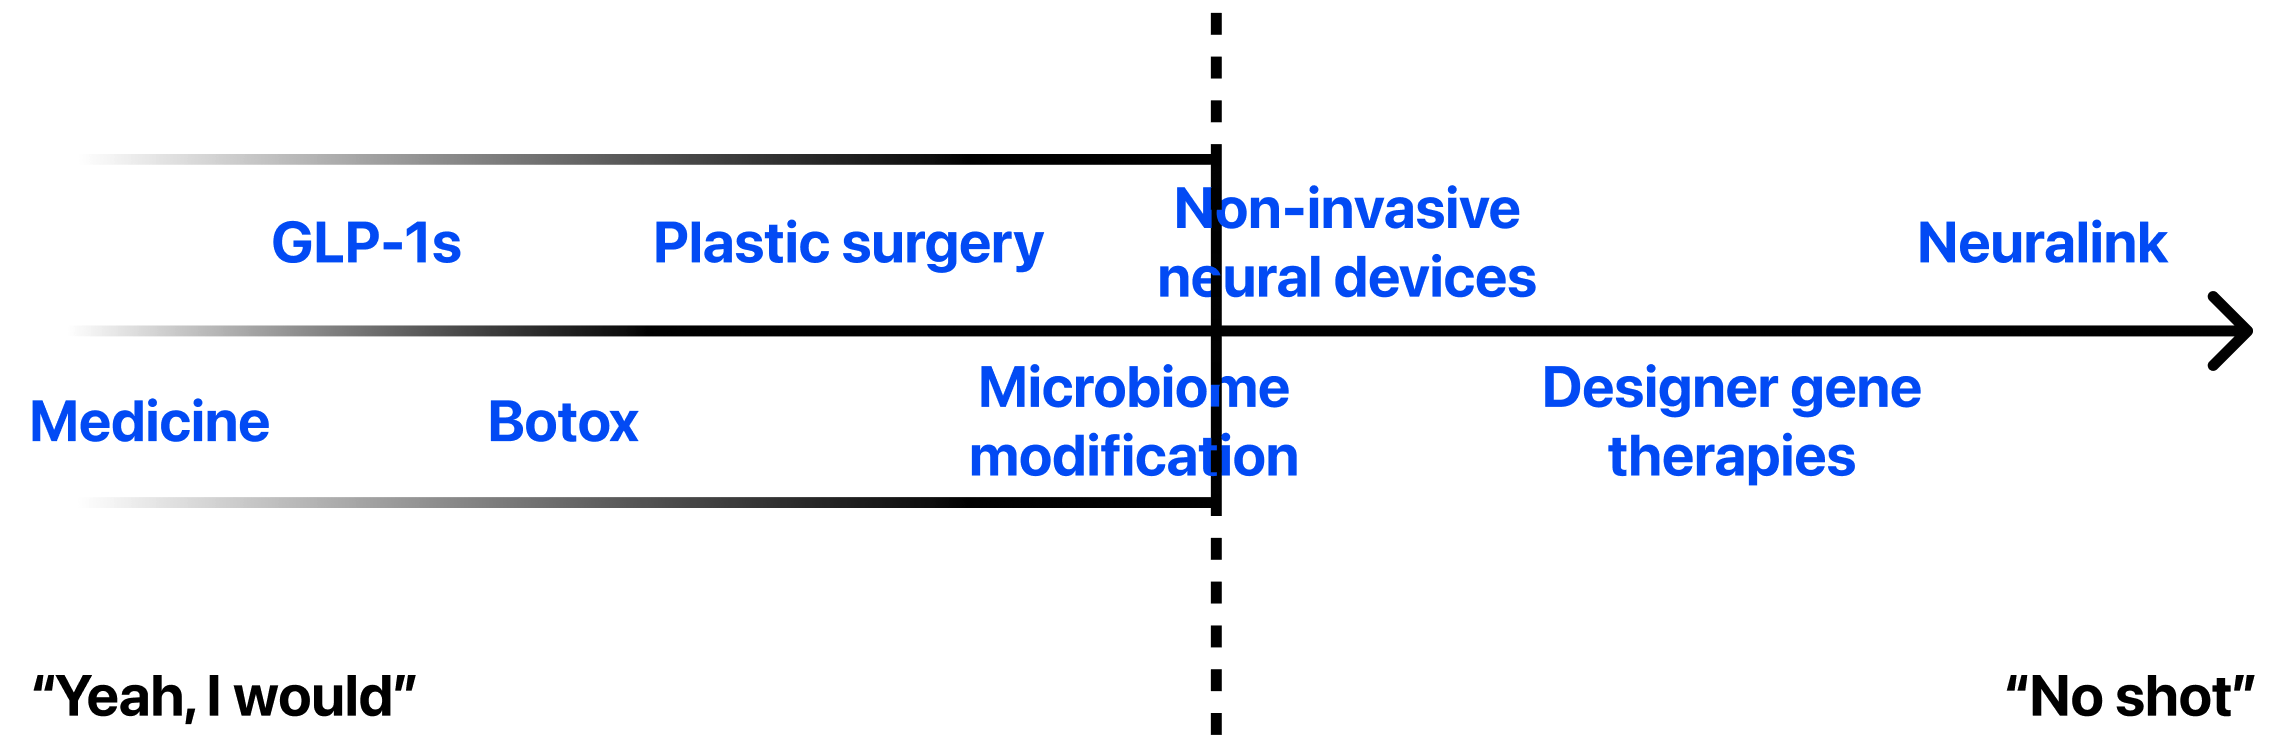 GLP-1s
Plastic surgery
Non-invasive
neural devices
Neuralink
Medicine
Botox
Microbiome
modification
Designer gene
therapies
“Yeah, I would”
“No shot”